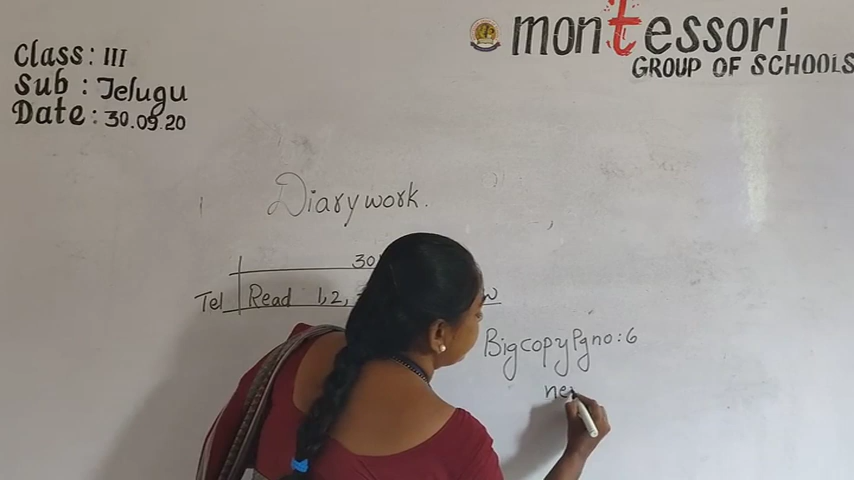 Class: III
Sub : Telugu
Date : 30.09.20
montessori
GROUP OF SCHOOLS
Diarywork.
30
Tel Read 1,2,
Bigcopy Pg no: 6